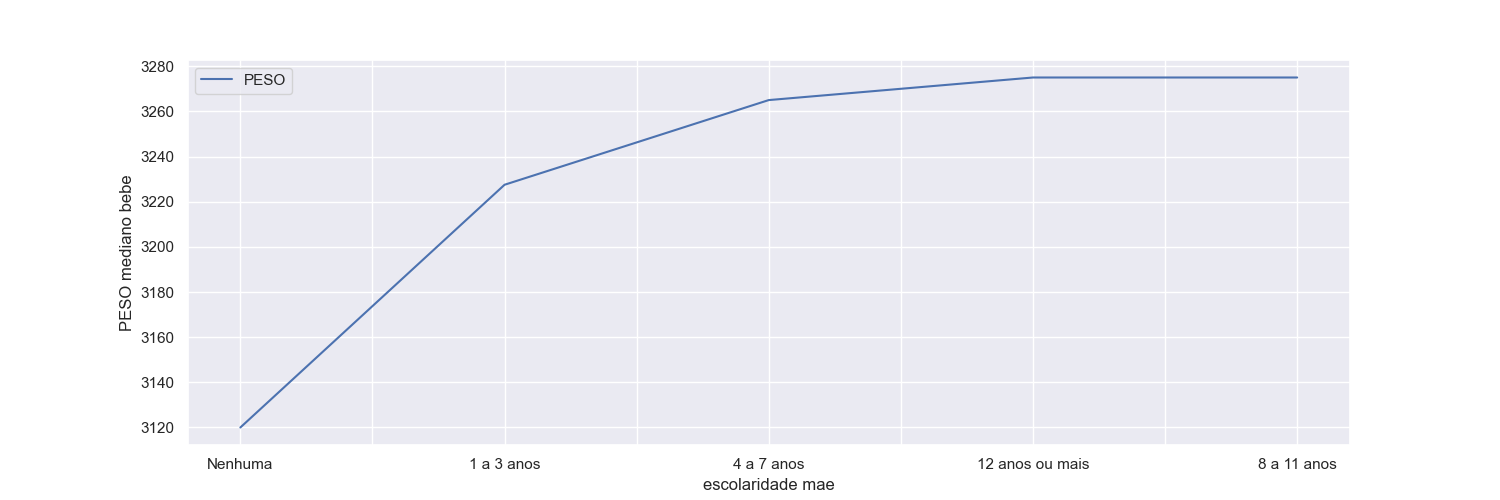 PESO
3280
3260
3240
3220
3200
3180
3160
3140
3120
PESO mediano bebe
Nenhuma 1 a 3 anos 4 a 7 anos 12 anos ou mais 8 a 11 anos
escolaridade mae